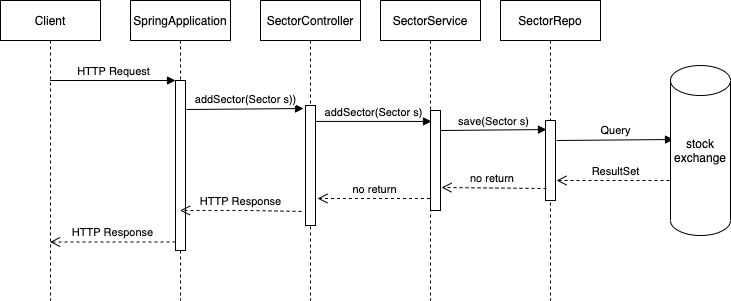 Client
SpringApplication
SectorController
SectorService
SectorRepo
HTTP Request
addSector(Sector s))
addSector(Sector s)
save(Sector s)
Query
stock
exchange
ResultSet
no return
no return
HTTP Response
HTTP Response